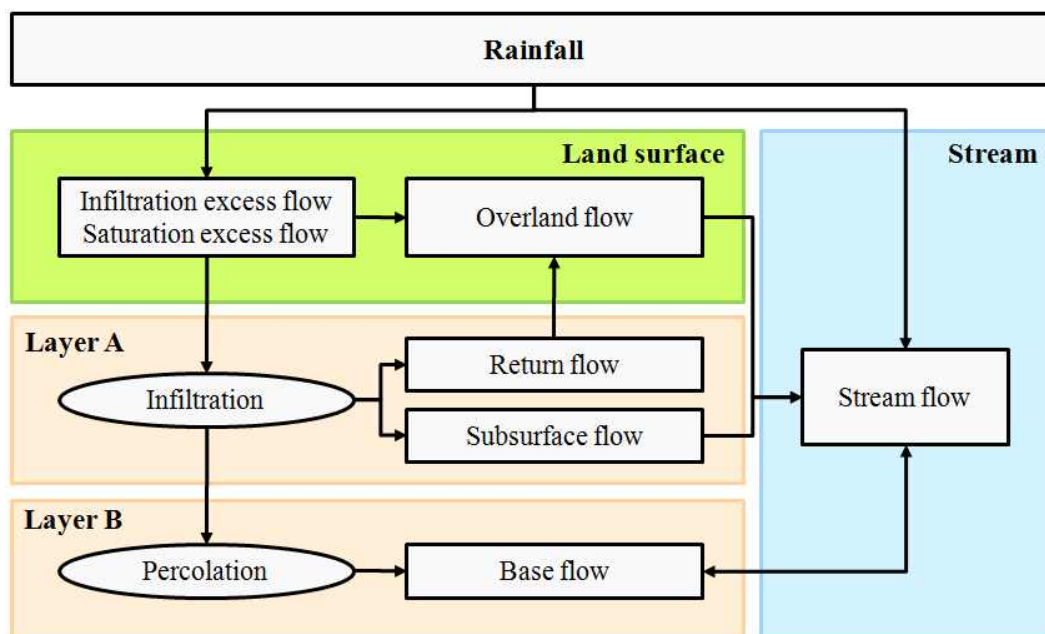 Rainfall
Land surface
Stream
Infiltration excess flow
Saturation excess flow
Overland flow
Layer A
Return flow
Infiltration
Stream flow
Subsurface flow
Layer B
Percolation
Base flow